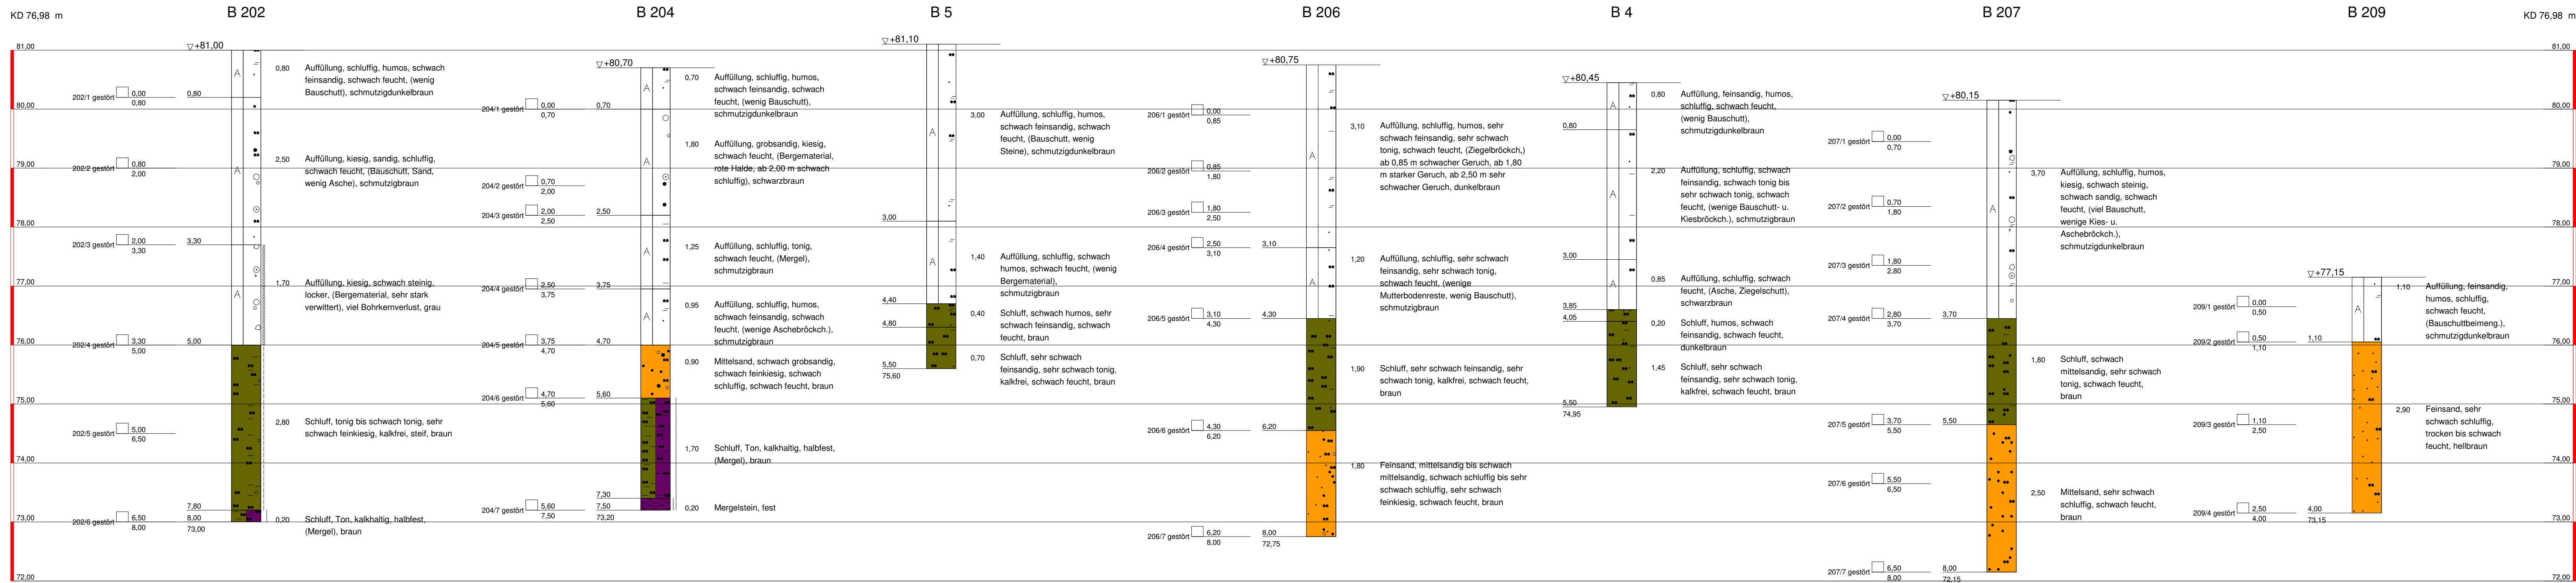 KD 76,98 m
B 202
B 204
B 5
B 206
B 4
B 207
B 209
KD 76,98 m
81,00
80,00
79,00
78,00
77,00
76,00
75,00
74,00
73,00
72,00
+81,00
202/1 gestört 0,00
0,80
202/2 gestört 0,80
2,00
202/3 gestört 2,00
3,30
202/4 gestört 3,30
5,00
202/5 gestört 5,00
6,50
202/6 gestört 6,50
8,00
0,80
3,30
5,00
7,80
8,00
73,00
A
A
A
0,80 Auffüllung, schluffig, humos, schwach
feinsandig, schwach feucht, (wenig
Bauschutt), schmutzigdunkelbraun
2,50 Auffüllung, kiesig, sandig, schluffig,
schwach feucht, (Bauschutt, Sand,
wenig Asche), schmutzigbraun
1,70 Auffüllung, kiesig, schwach steinig,
locker, (Bergematerial, sehr stark
verwittert), viel Bohrkernverlust, grau
2,80 Schluff, tonig bis schwach tonig, sehr
schwach feinkiesig, kalkfrei, steif, braun
0,20 Schluff, Ton, kalkhaltig, halbfest,
(Mergel), braun
+80,70
204/1 gestört 0,00
0,70
204/2 gestört 0,70
2,00
204/3 gestört 2,00
2,50
204/4 gestört 2,50
3,75
204/5 gestört 3,75
4,70
204/6 gestört 4,70
5,60
204/7 gestört 5,60
7,50
0,70
2,50
3,75
4,70
5,60
7,30
7,50
73,20
A
A
A
A
0,70 Auffüllung, schluffig, humos,
schwach feinsandig, schwach
feucht, (wenig Bauschutt),
schmutzigdunkelbraun
1,80 Auffüllung, grobsandig, kiesig,
schwach feucht, (Bergematerial,
rote Halde, ab 2,00 m schwach
schluffig), schwarzbraun
1,25 Auffüllung, schluffig, tonig,
schwach feucht, (Mergel),
schmutzigbraun
0,95 Auffüllung, schluffig, humos,
schwach feinsandig, schwach
feucht, (wenige Aschebröckch.),
schmutzigbraun
0,90 Mittelsand, schwach grobsandig,
schwach feinkiesig, schwach
schluffig, schwach feucht, braun
1,70 Schluff, Ton, kalkhaltig, halbfest,
(Mergel), braun
0,20 Mergelstein, fest
+81,10
3,00
4,40
4,80
5,50
75,60
A
A
3,00 Auffüllung, schluffig, humos,
schwach feinsandig, schwach
feucht, (Bauschutt, wenig
Steine), schmutzigdunkelbraun
1,40 Auffüllung, schluffig, schwach
humos, schwach feucht, (wenig
Bergematerial),
schmutzigbraun
0,40 Schluff, schwach humos, sehr
schwach feinsandig, schwach
feucht, braun
0,70 Schluff, sehr schwach
feinsandig, sehr schwach tonig,
kalkfrei, schwach feucht, braun
+80,75
206/1 gestört 0,00
0,85
206/2 gestört 0,85
1,80
206/3 gestört 1,80
2,50
206/4 gestört 2,50
3,10
206/5 gestört 3,10
4,30
206/6 gestört 4,30
6,20
206/7 gestört 6,20
8,00
3,10
4,30
6,20
8,00
72,75
A
A
3,10 Auffüllung, schluffig, humos, sehr
schwach feinsandig, sehr schwach
tonig, schwach feucht, (Ziegelbröckch,)
ab 0,85 m schwacher Geruch, ab 1,80
m starker Geruch, ab 2,50 m sehr
schwacher Geruch, dunkelbraun
1,20 Auffüllung, schluffig, sehr schwach
feinsandig, sehr schwach tonig,
schwach feucht, (wenige
Mutterbodenreste, wenig Bauschutt),
schmutzigbraun
1,90 Schluff, sehr schwach feinsandig, sehr
schwach tonig, kalkfrei, schwach feucht,
braun
1,80 Feinsand, mittelsandig bis schwach
mittelsandig, schwach schluffig bis sehr
schwach schluffig, sehr schwach
feinkiesig, schwach feucht, braun
+80,45
0,80
3,00
3,85
4,05
5,50
74,95
A
A
A
0,80 Auffüllung, feinsandig, humos,
schluffig, schwach feucht,
(wenig Bauschutt),
schmutzigdunkelbraun
2,20 Auffüllung, schluffig, schwach
feinsandig, schwach tonig bis
sehr schwach tonig, schwach
feucht, (wenige Bauschutt- u.
Kiesbröckch.), schmutzigbraun
0,85 Auffüllung, schluffig, schwach
feucht, (Asche, Ziegelschutt),
schwarzbraun
0,20 Schluff, humos, schwach
feinsandig, schwach feucht,
dunkelbraun
1,45 Schluff, sehr schwach
feinsandig, sehr schwach tonig,
kalkfrei, schwach feucht, braun
+80,15
207/1 gestört 0,00
0,70
207/2 gestört 0,70
1,80
207/3 gestört 1,80
2,80
207/4 gestört 2,80
3,70
207/5 gestört 3,70
5,50
207/6 gestört 5,50
6,50
207/7 gestört 6,50
8,00
3,70
5,50
8,00
72,15
A
3,70 Auffüllung, schluffig, humos,
kiesig, schwach steinig,
schwach sandig, schwach
feucht, (viel Bauschutt,
wenige Kies- u.
Aschebröckch.),
schmutzigdunkelbraun
1,80 Schluff, schwach
mittelsandig, sehr schwach
tonig, schwach feucht,
braun
2,50 Mittelsand, sehr schwach
schluffig, schwach feucht,
braun
+77,15
209/1 gestört 0,00
0,50
209/2 gestört 0,50
1,10
209/3 gestört 1,10
2,50
209/4 gestört 2,50
4,00
1,10
4,00
73,15
A
1,10 Auffüllung, feinsandig,
humos, schluffig,
schwach feucht,
(Bauschuttbeimeng.),
schmutzigdunkelbraun
2,90 Feinsand, sehr
schwach schluffig,
trocken bis schwach
feucht, hellbraun
81,00
80,00
79,00
78,00
77,00
76,00
75,00
74,00
73,00
72,00